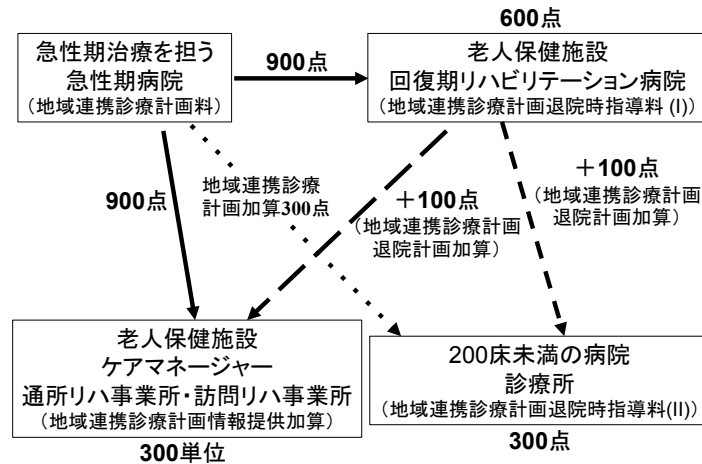 600点
急性期治療を担う
急性期病院
（地域連携診療計画料）
900点
老人保健施設
回復期リハビリテーション病院
（地域連携診療計画退院時指導料 (I)）
900点
地域連携診療
計画加算300点
＋100点
（地域連携診療計画
退院計画加算）
＋100点
（地域連携診療計画
退院計画加算）
老人保健施設
ケアマネージャー
通所リハ事業所・訪問リハ事業所
（地域連携診療計画情報提供加算）
300単位
200床未満の病院
診療所
（地域連携診療計画退院時指導料(II)）
300点